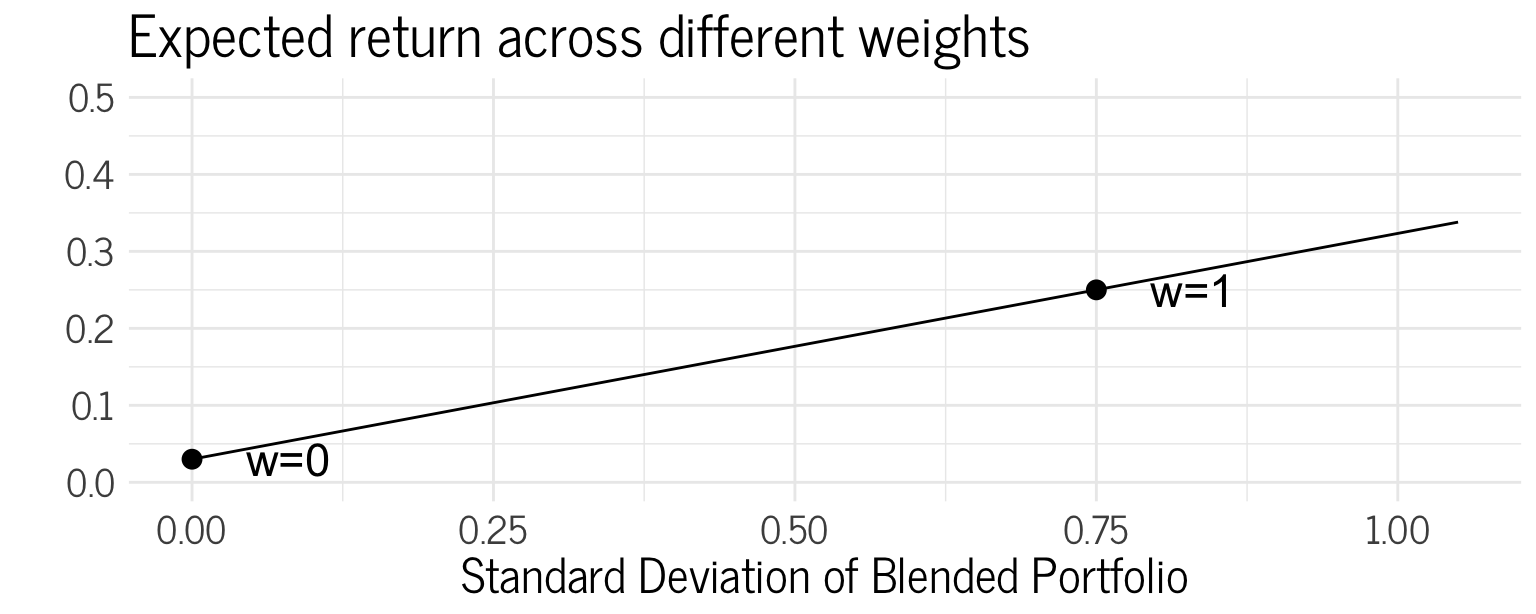 Expected return across different weights
0.5
0.4
0.3
w=1
0.2
0.1
w=0
0.0
0.00 0.25 0.50 0.75 1.00
Standard Deviation of Blended Portfolio